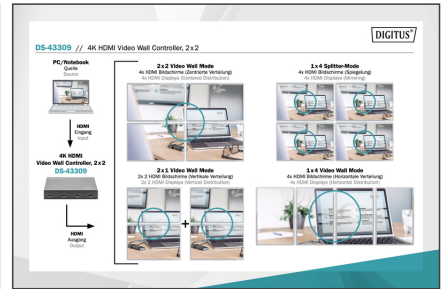 DIGITUS®
DS-43309 // 4K HDMI Video Wall Controller, 2x2
PC/Notebook
Quelle
Source
HDMI
Eingang
Input
4K HDMI
Video Wall Controller, 2x2
DS-43309
HDMI
Ausgang
Output
2x2 Video Wall Mode
4x HDMI Bildschirme (Zentrierte Verteilung)
4x HDMI Displays (Centered Distribution)
1x4 Splitter-Mode
4x HDMI Bildschirme (Spiegelung)
4x HDMI Displays (Mirroring)
2x1 Video Wall Mode
2x 2 HDMI Bildschirme (Vertikale Verteilung)
2x 2 HDMI Displays (Vertical Distribution)
+
1x4 Video Wall Mode
4x HDMI Bildschirme (Horizontale Verteilung)
4x HDMI Displays (Horizontal Distribution)